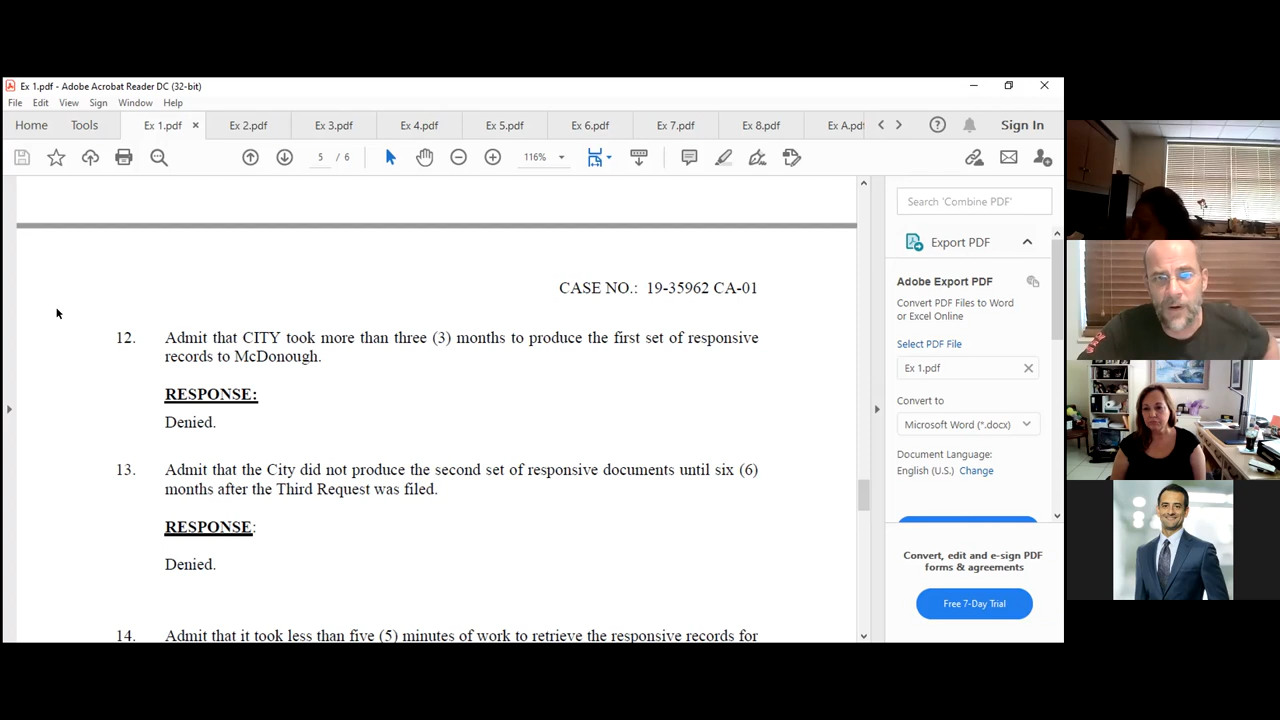 Ex 1.pdf - Adobe Acrobat Reader DC (32-bit)
File Edit View Sign Window Help
Home Tools Ex 1.pdf × Ex 2.pdf Ex 3.pdf Ex 4.pdf Ex 5.pdf Ex 6.pdf Ex 7.pdf Ex 8.pdf Ex A.pdf Sign In
5 / 6 116%
CASE NO.: 19-35962 CA-01
12. Admit that CITY took more than three (3) months to produce the first set of responsive
records to McDonough.
RESPONSE:
Denied.
13. Admit that the City did not produce the second set of responsive documents until six (6)
months after the Third Request was filed.
RESPONSE:
Denied.
14. Admit that it took less than five (5) minutes of work to retrieve the responsive records for
Search 'Combine PDF'
Export PDF
Adobe Export PDF
Convert PDF Files to Word
or Excel Online
Select PDF File
Ex 1.pdf
Convert to
Microsoft Word (*.docx)
Document Language:
English (U.S.) Change
Convert, edit and e-sign PDF
forms & agreements
Free 7-Day Trial